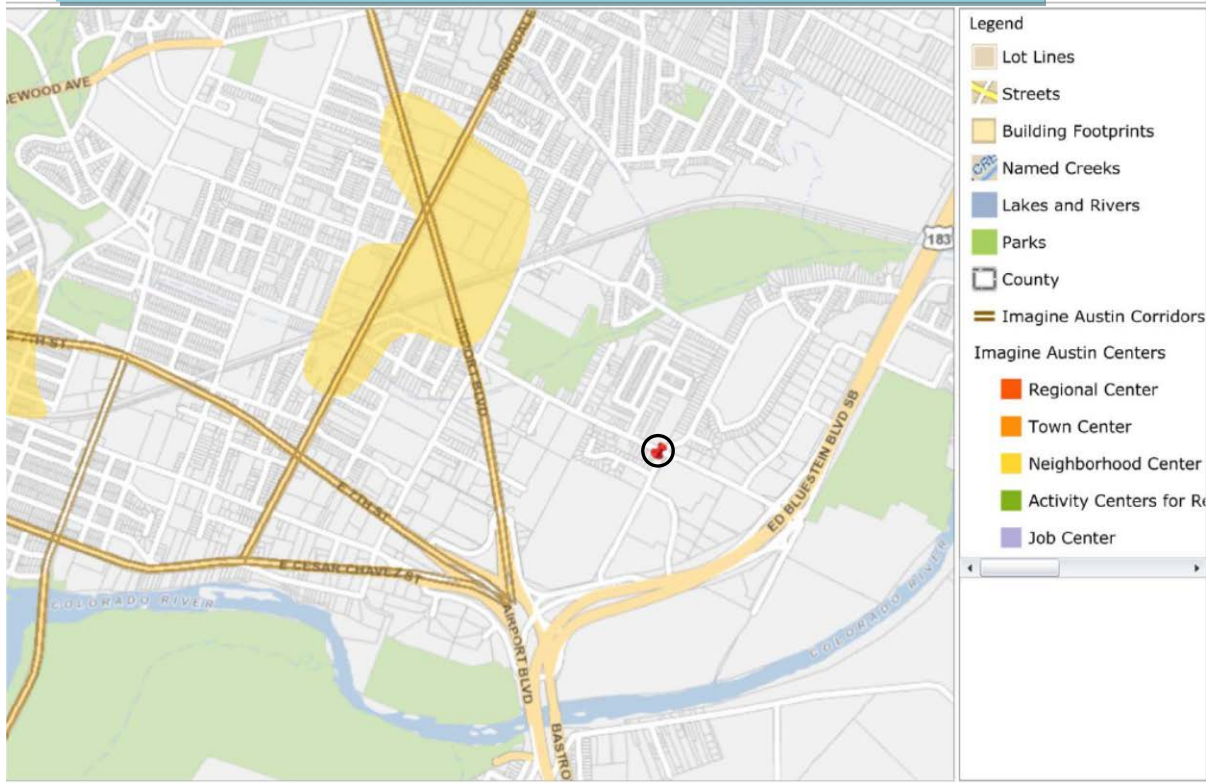 EWOOD AVE
SPRINGDALE
183
7TH ST
AIRPORT BLVD
E 7TH ST
E CESAR CHAVEZ ST
COLORADO RIVER
ED BLUESTEIN BLVD SB
AIRPORT BLVD
BASTRO
COLORADO RIVER
Legend
Lot Lines
Streets
Building Footprints
Named Creeks
Lakes and Rivers
Parks
County
Imagine Austin Corridors
Imagine Austin Centers
Regional Center
Town Center
Neighborhood Center
Activity Centers for Re
Job Center